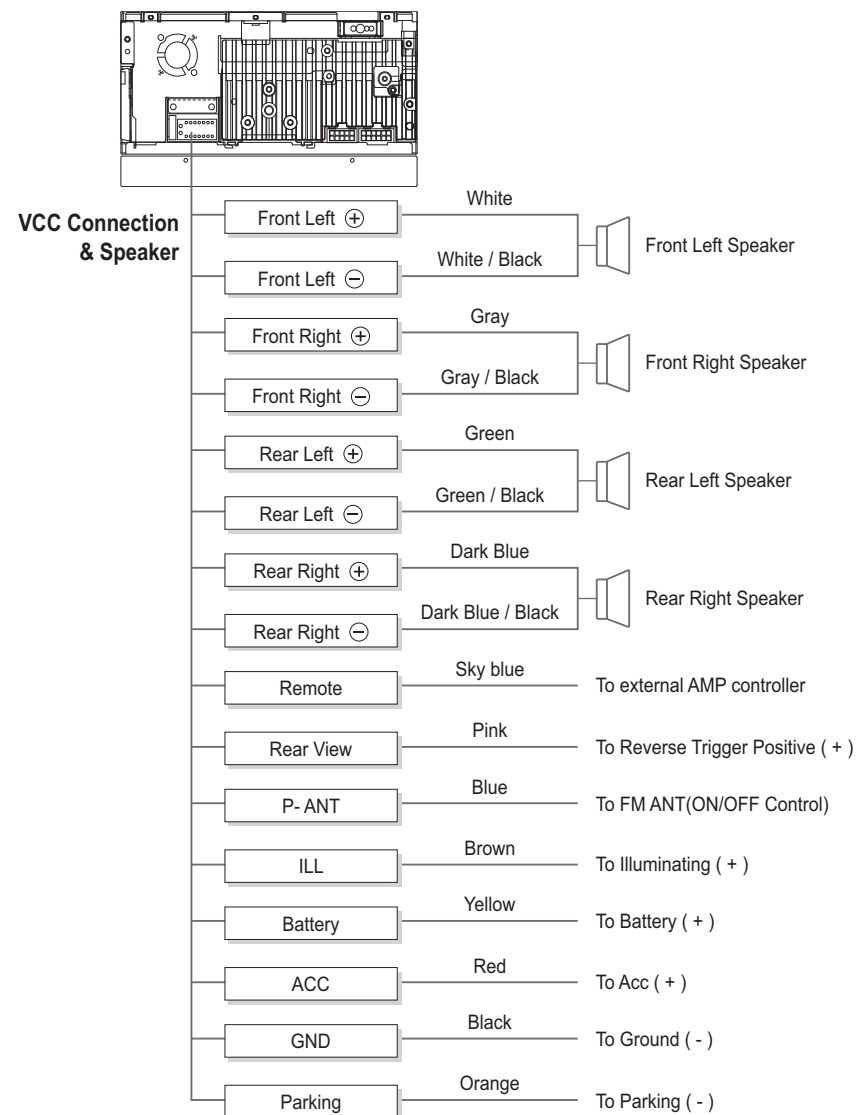 VCC Connection
& Speaker
Front Left ⊕
White
Front Left Speaker
Front Left ⊖
White / Black
Front Right ⊕
Gray
Front Right Speaker
Front Right ⊖
Gray / Black
Rear Left ⊕
Green
Rear Left Speaker
Rear Left ⊖
Green / Black
Rear Right ⊕
Dark Blue
Rear Right Speaker
Rear Right ⊖
Dark Blue / Black
Remote
Sky blue
To external AMP controller
Rear View
Pink
To Reverse Trigger Positive ( + )
P- ANT
Blue
To FM ANT(ON/OFF Control)
ILL
Brown
To Illuminating ( + )
Battery
Yellow
To Battery ( + )
ACC
Red
To Acc ( + )
GND
Black
To Ground ( - )
Parking
Orange
To Parking ( - )